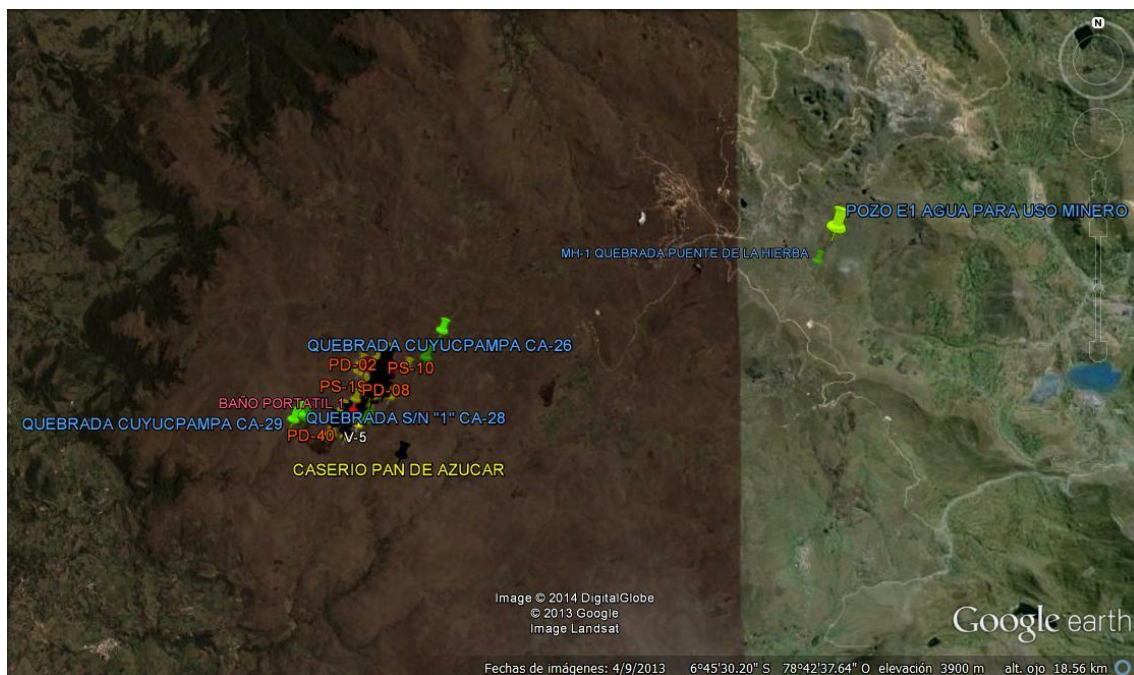 N
POZO E1 AGUA PARA USO MINERO
MH-1 QUEBRADA PUENTE DE LA HIERBA
QUEBRADA CUYUCPAMPA CA-26
PD-02
PS-10
PS-19
PD-08
BAÑO PORTATIL 1
QUEBRADA S/N "1" CA-28
QUEBRADA CUYUCPAMPA CA-29
PD-40
V-5
CASERIO PAN DE AZUCAR
Image © 2014 DigitalGlobe
© 2013 Google
Image Landsat
Google earth
Fechas de imágenes: 4/9/2013 6°45'30.20" S 78°42'37.64" O elevación 3900 m alt. ojo 18.56 km